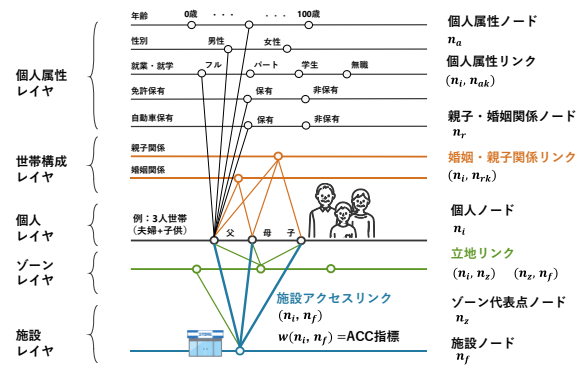 年齢 0歳 ・・・ ・・・ 100歳
性別 男性 女性
就業・就学 フル パート 学生 無職
免許保有 保有 非保有
自動車保有 保有 非保有
親子関係
婚姻関係
例：3人世帯
（夫婦+子供）
父 母 子
施設アクセスリンク
(n_i, n_f)
w(n_i, n_f) =ACC指標
STORE
個人属性
レイヤ
世帯構成
レイヤ
個人
レイヤ
ゾーン
レイヤ
施設
レイヤ
個人属性ノード
n_a
個人属性リンク
(n_i, n_ak)
親子・婚姻関係ノード
n_r
婚姻・親子関係リンク
(n_i, n_rk)
個人ノード
n_i
立地リンク
(n_i, n_z) (n_z, n_f)
ゾーン代表点ノード
n_z
施設ノード
n_f